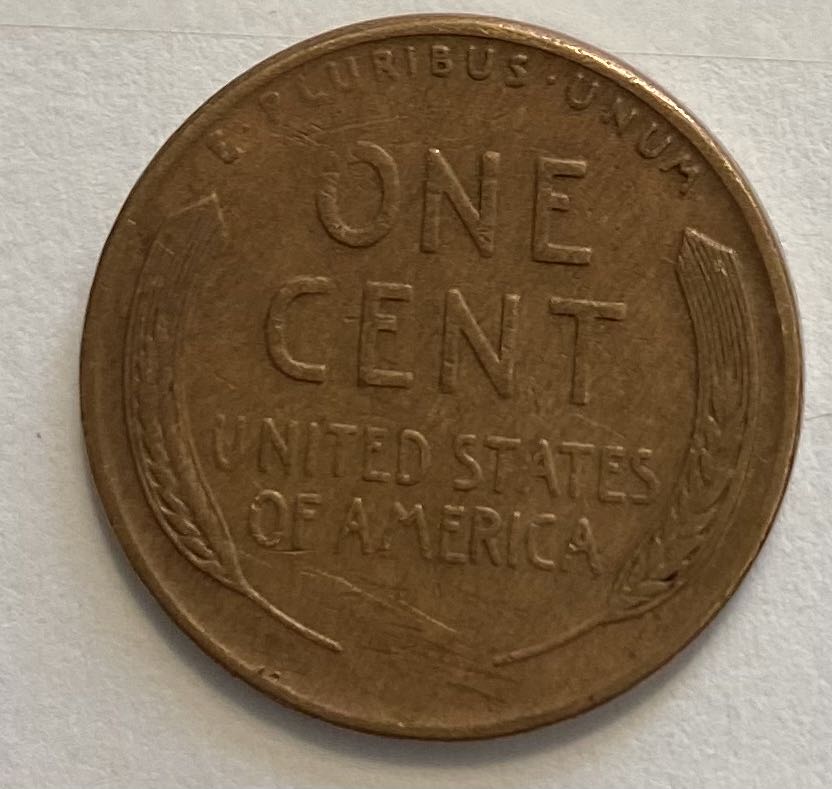 E · PLURIBUS · UNUM
ONE
CENT
UNITED STATES
OF AMERICA